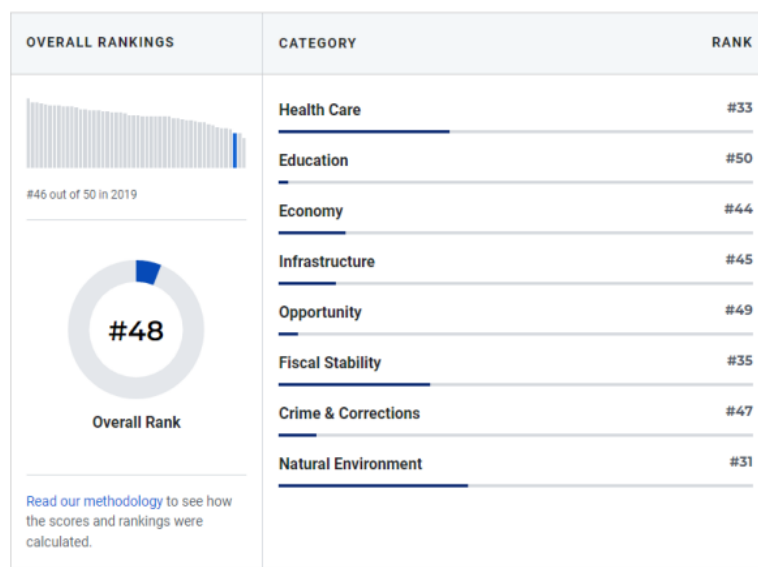 OVERALL RANKINGS
#46 out of 50 in 2019
#48
Overall Rank
Read our methodology to see how
the scores and rankings were
calculated.
CATEGORY RANK
Health Care #33
Education #50
Economy #44
Infrastructure #45
Opportunity #49
Fiscal Stability #35
Crime & Corrections #47
Natural Environment #31